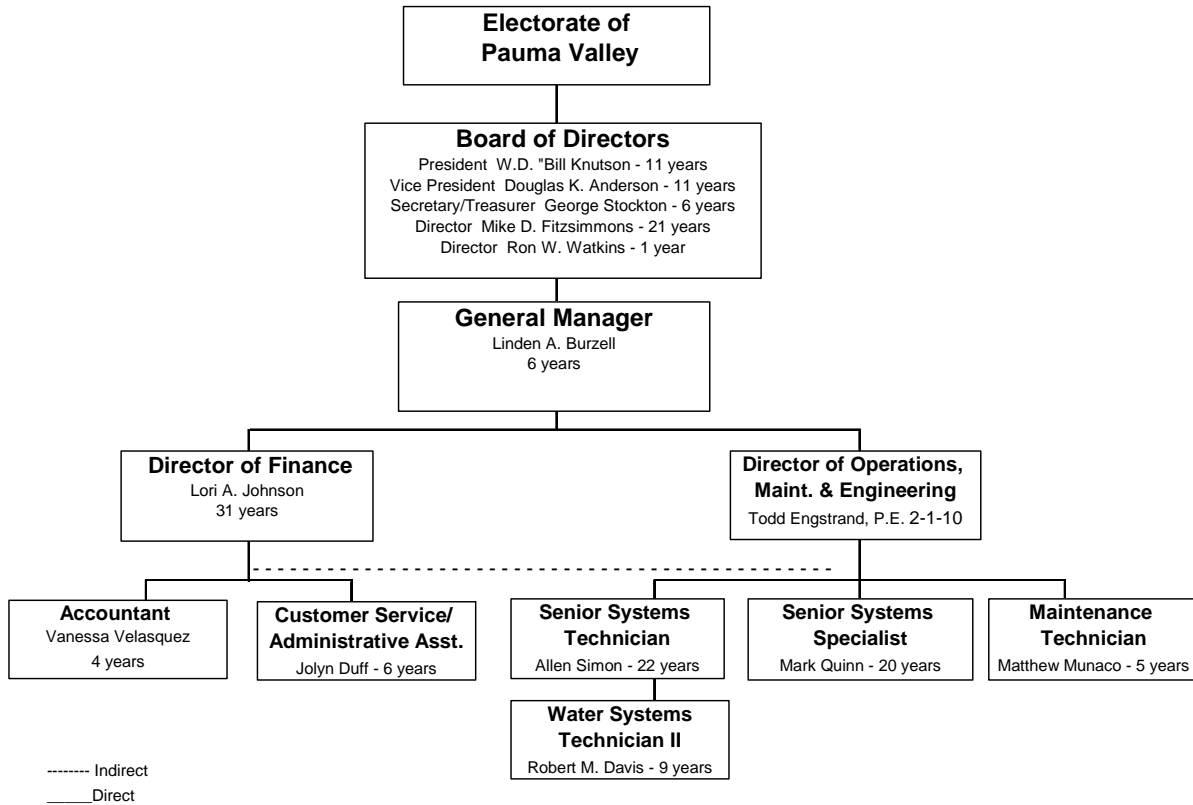 Electorate of
Pauma Valley
Board of Directors
President W.D. "Bill Knutson - 11 years
Vice President Douglas K. Anderson - 11 years
Secretary/Treasurer George Stockton - 6 years
Director Mike D. Fitzsimmons - 21 years
Director Ron W. Watkins - 1 year
General Manager
Linden A. Burzell
6 years
Director of Finance
Lori A. Johnson
31 years
Director of Operations,
Maint. & Engineering
Todd Engstrand, P.E. 2-1-10
Accountant
Vanessa Velasquez
4 years
Customer Service/
Administrative Asst.
Jolyn Duff - 6 years
Senior Systems
Technician
Allen Simon - 22 years
Senior Systems
Specialist
Mark Quinn - 20 years
Maintenance
Technician
Matthew Munaco - 5 years
Water Systems
Technician II
Robert M. Davis - 9 years
-------- Indirect
_____Direct